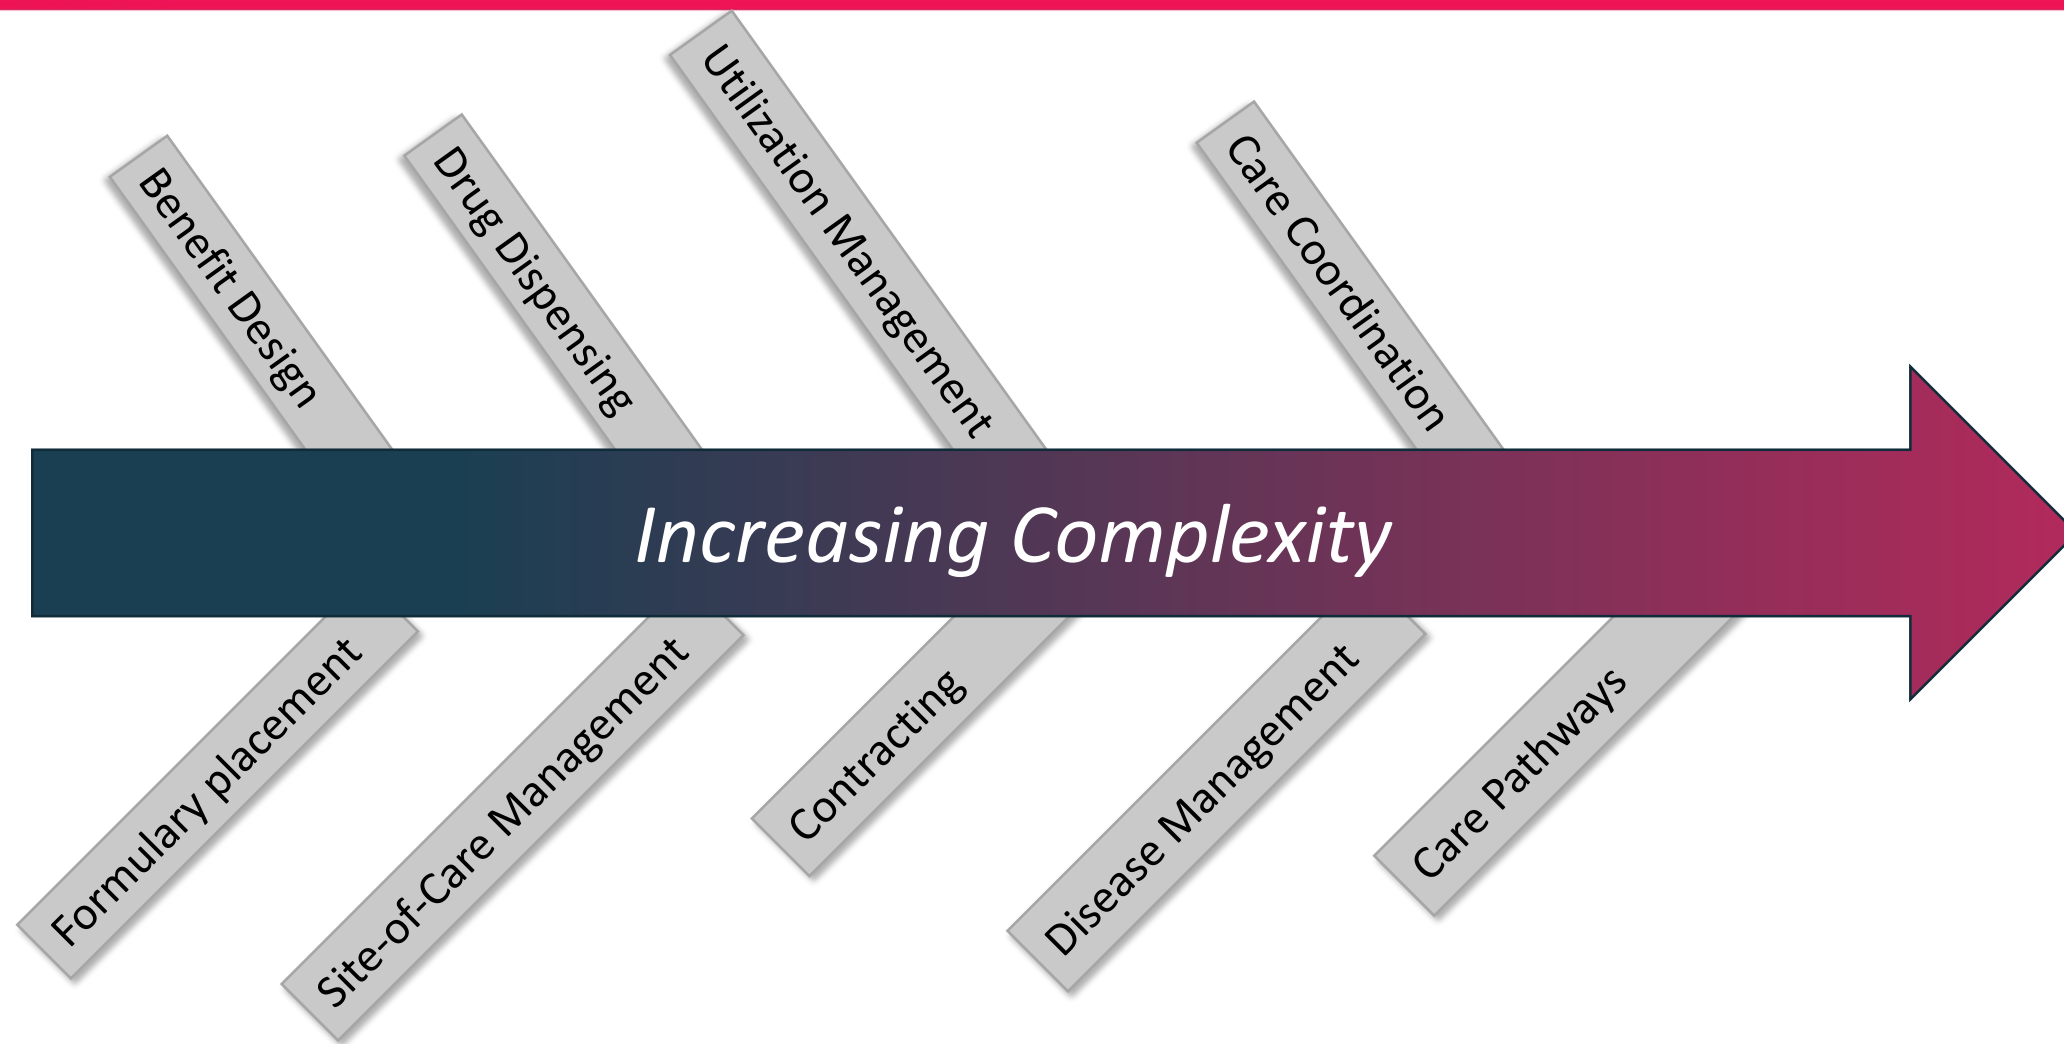 Benefit Design
Drug Dispensing
Utilization Management
Care Coordination
Increasing Complexity
Formulary placement
Site-of-Care Management
Contracting
Disease Management
Care Pathways